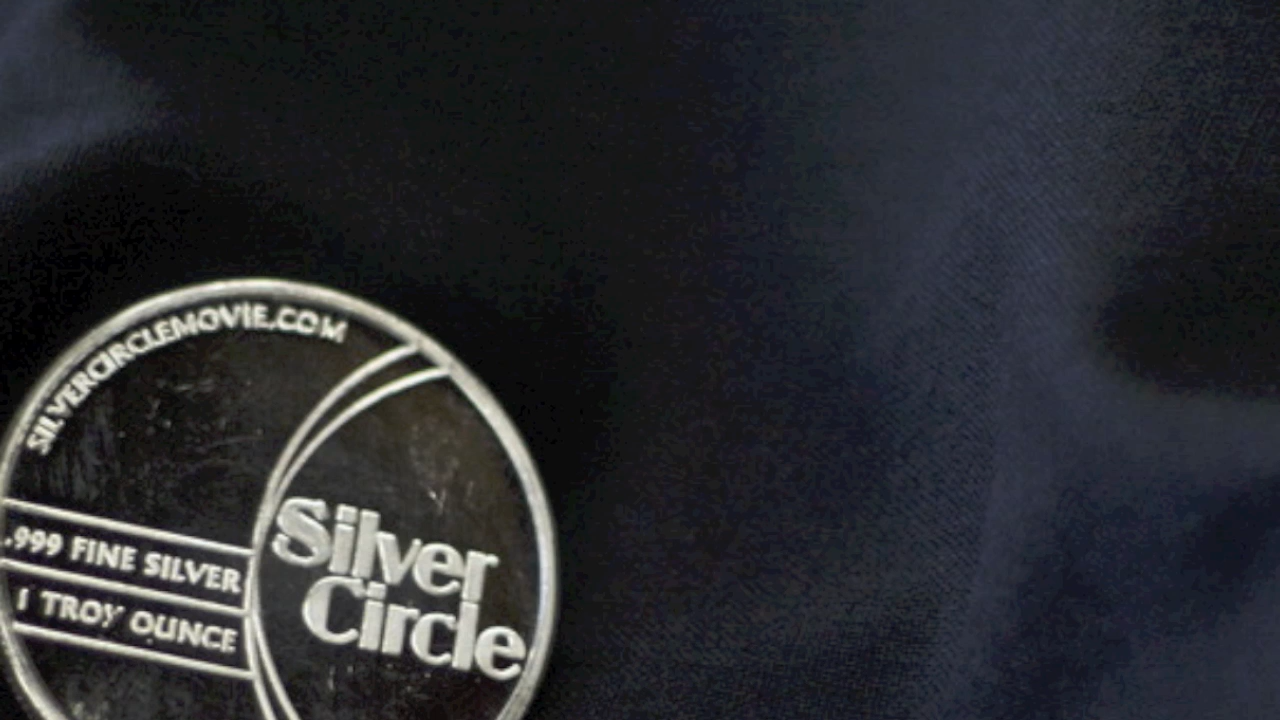 SILVERCIRCLEMOVIE.COM
.999 FINE SILVER
1 TROY OUNCE
Silver
Circle